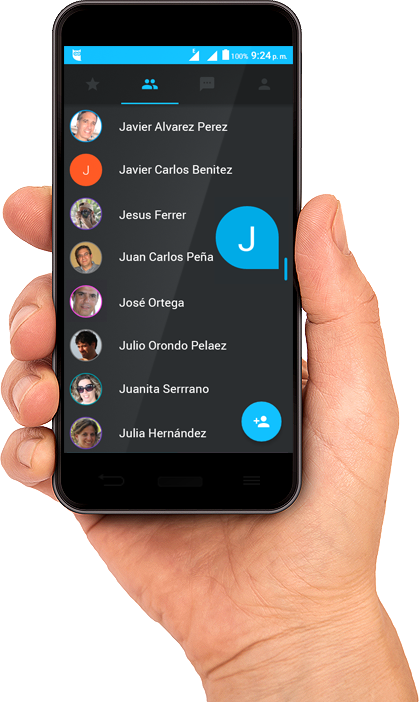 100% 9:24 p. m.
Javier Alvarez Perez
J
Javier Carlos Benitez
Jesus Ferrer
J
Juan Carlos Peña
José Ortega
Julio Orondo Pelaez
Juanita Serrrano
Julia Hernández